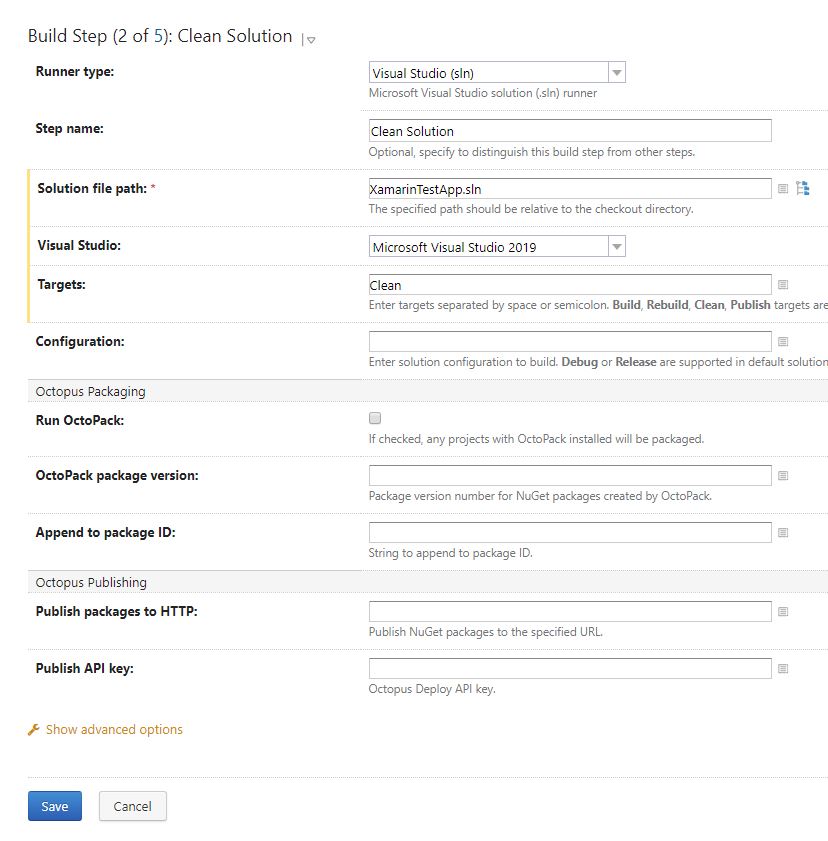 Build Step (2 of 5): Clean Solution |
Runner type:
Visual Studio (sln)
Microsoft Visual Studio solution (.sln) runner
Step name:
Clean Solution
Optional, specify to distinguish this build step from other steps.
Solution file path: *
XamarinTestApp.sln
The specified path should be relative to the checkout directory.
Visual Studio:
Microsoft Visual Studio 2019
Targets:
Clean
Enter targets separated by space or semicolon. Build, Rebuild, Clean, Publish targets are
Configuration:
Enter solution configuration to build. Debug or Release are supported in default solution
Octopus Packaging
Run OctoPack:
If checked, any projects with OctoPack installed will be packaged.
OctoPack package version:
Package version number for NuGet packages created by OctoPack.
Append to package ID:
String to append to package ID.
Octopus Publishing
Publish packages to HTTP:
Publish NuGet packages to the specified URL.
Publish API key:
Octopus Deploy API key.
Show advanced options
Save Cancel